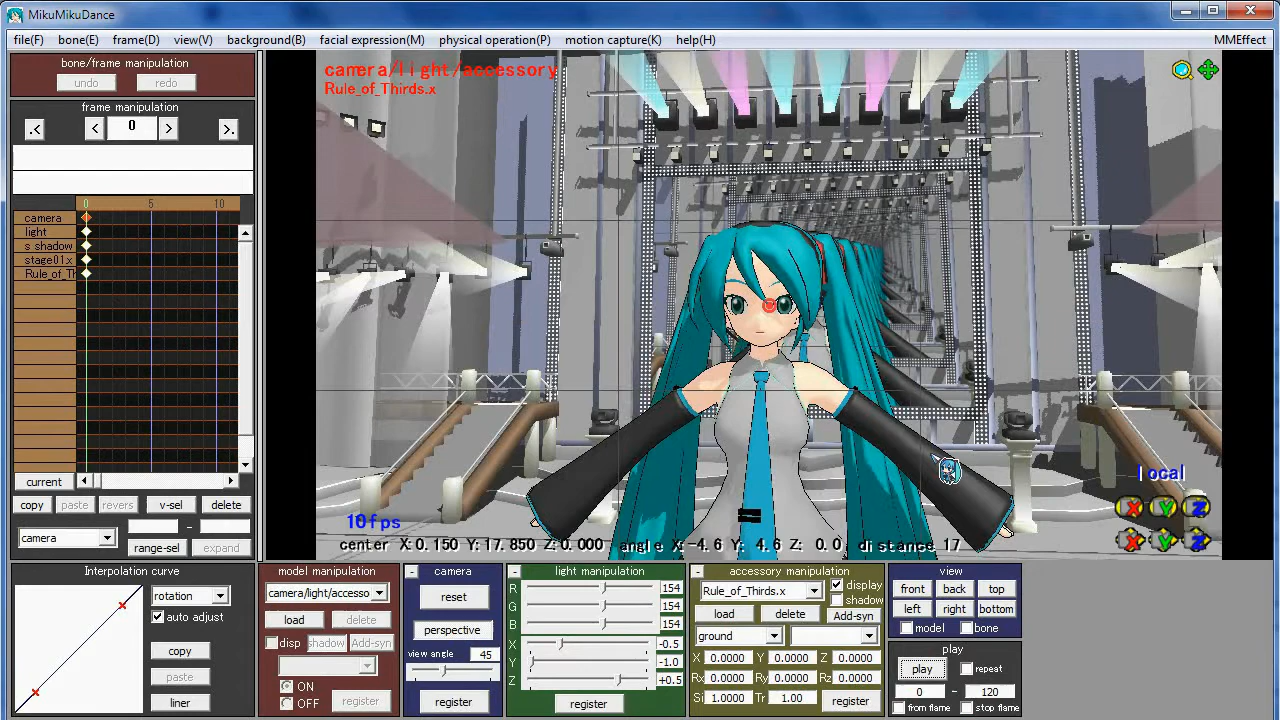 MikuMikuDance
file(F) bone(E) frame(D) view(V) background(B) facial expression(M) physical operation(P) motion capture(K) help(H) MMEffect
bone/frame manipulation
undo redo
frame manipulation
.< < 0 > >.
0 5 10
camera
light
s shadow
stage01.x
Rule_of_Th
current
copy paste revers v-sel delete
camera -
range-sel expand
camera/light/accessory
Rule_of_Thirds.x
local
X Y Z
X Y Z
10fps
center X:0.150 Y:17.850 Z:0.000 angle X:-4.6 Y: 4.6 Z: 0.0 distance 17
Interpolation curve
rotation
auto adjust
copy
paste
liner
model manipulation
camera/light/accesso
load delete
disp shadow Add-syn
ON
OFF
register
- camera
reset
perspective
view angle 45
register
- light manipulation
R 154
G 154
B 154
X -0.5
Y -1.0
Z +0.5
register
- accessory manipulation
Rule_of_Thirds.x display
shadow
load delete Add-syn
ground
X 0.0000 Y 0.0000 Z 0.0000
Rx 0.0000 Ry 0.0000 Rz 0.0000
Si 1.0000 Tr 1.00 register
view
front back top
left right bottom
model bone
play
play repeat
0 - 120
from flame stop flame